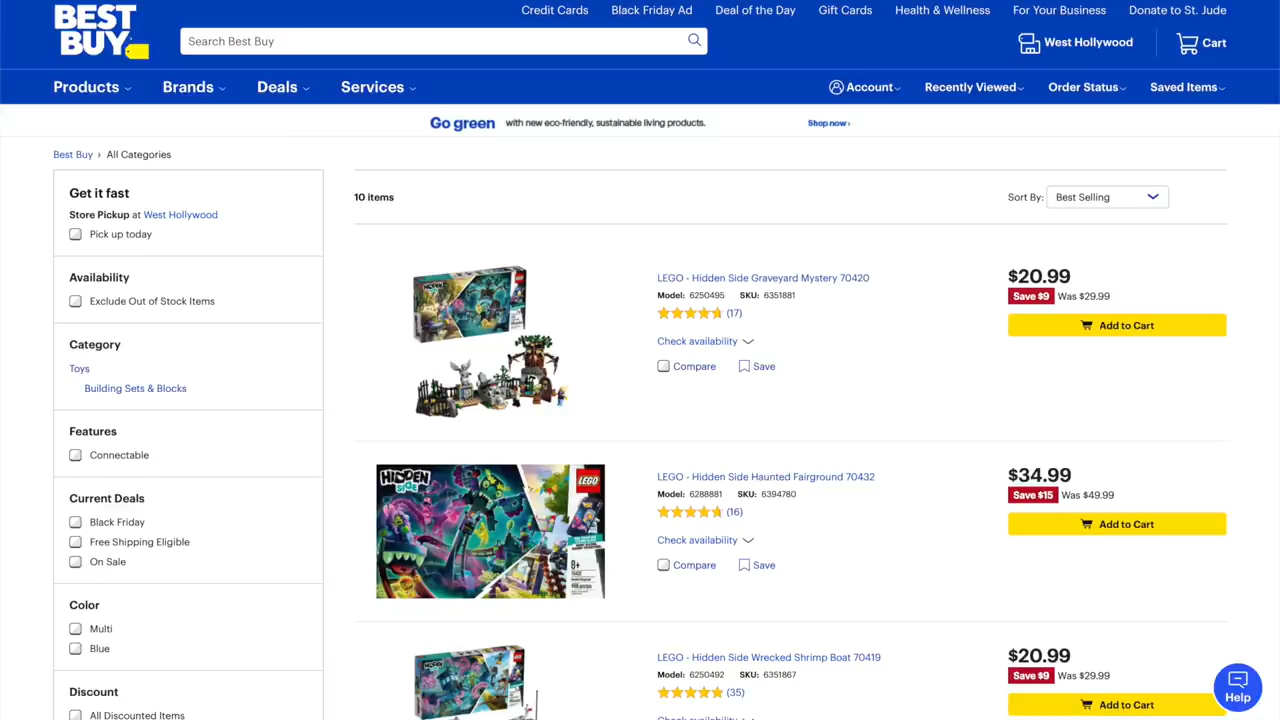 Credit Cards Black Friday Ad Deal of the Day Gift Cards Health & Wellness For Your Business Donate to St. Jude
BEST
BUY
Search Best Buy
West Hollywood
Cart
Products Brands Deals Services Account Recently Viewed Order Status Saved Items
Go green with new eco-friendly, sustainable living products. Shop now ›
Best Buy › All Categories
Get it fast
Store Pickup at West Hollywood
Pick up today
Availability
Exclude Out of Stock Items
Category
Toys
Building Sets & Blocks
Features
Connectable
Current Deals
Black Friday
Free Shipping Eligible
On Sale
Color
Multi
Blue
Discount
All Discounted Items
10 items
Sort By: Best Selling
HIDDEN
LEGO - Hidden Side Graveyard Mystery 70420
Model: 6250495 SKU: 6351881
(17)
Check availability
Compare Save
$20.99
Save $9 Was $29.99
Add to Cart
HIDDEN
SIDE
LEGO
8+
LEGO - Hidden Side Haunted Fairground 70432
Model: 6288881 SKU: 6394780
(16)
Check availability
Compare Save
$34.99
Save $15 Was $49.99
Add to Cart
HIDDEN
LEGO - Hidden Side Wrecked Shrimp Boat 70419
Model: 6250492 SKU: 6351867
(35)
Check availability
$20.99
Save $9 Was $29.99
Add to Cart
Help